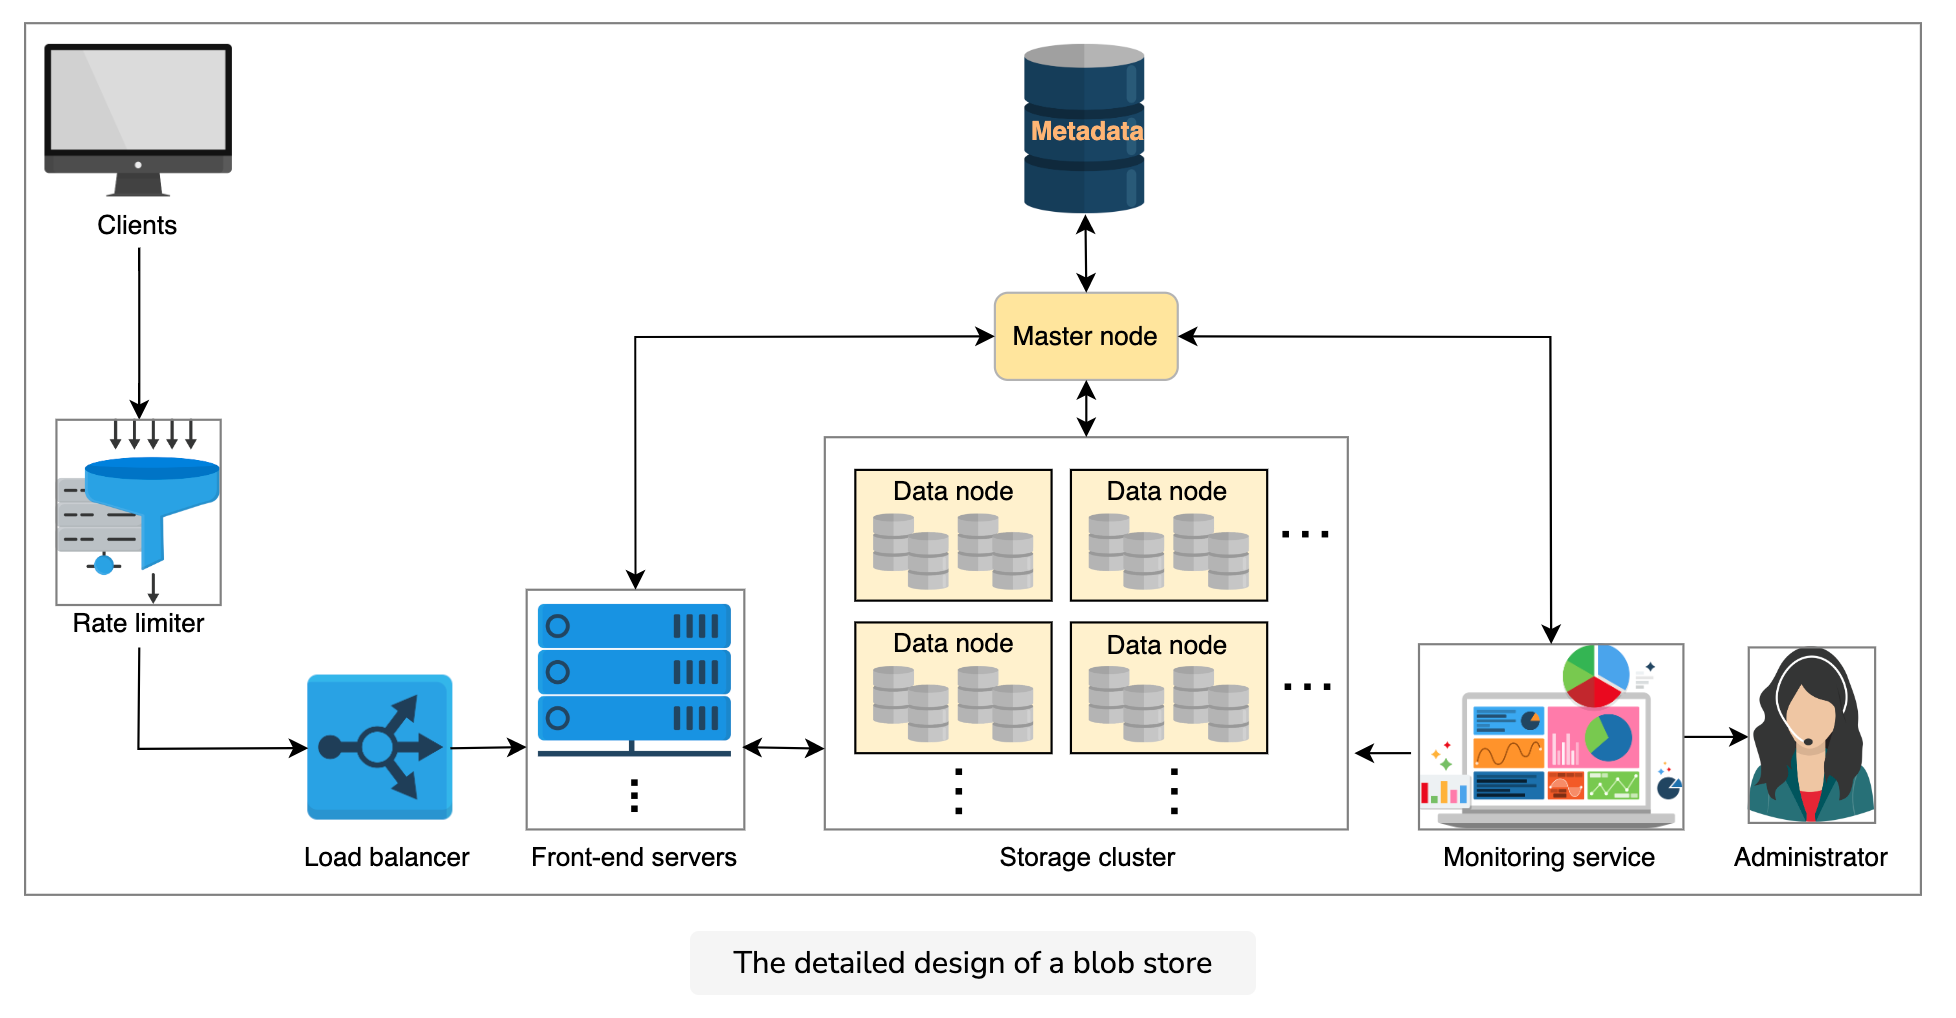 Metadata
Clients
Master node
Data node
Data node
Rate limiter
Data node
Data node
Load balancer
Front-end servers
Storage cluster
Monitoring service
Administrator
The detailed design of a blob store